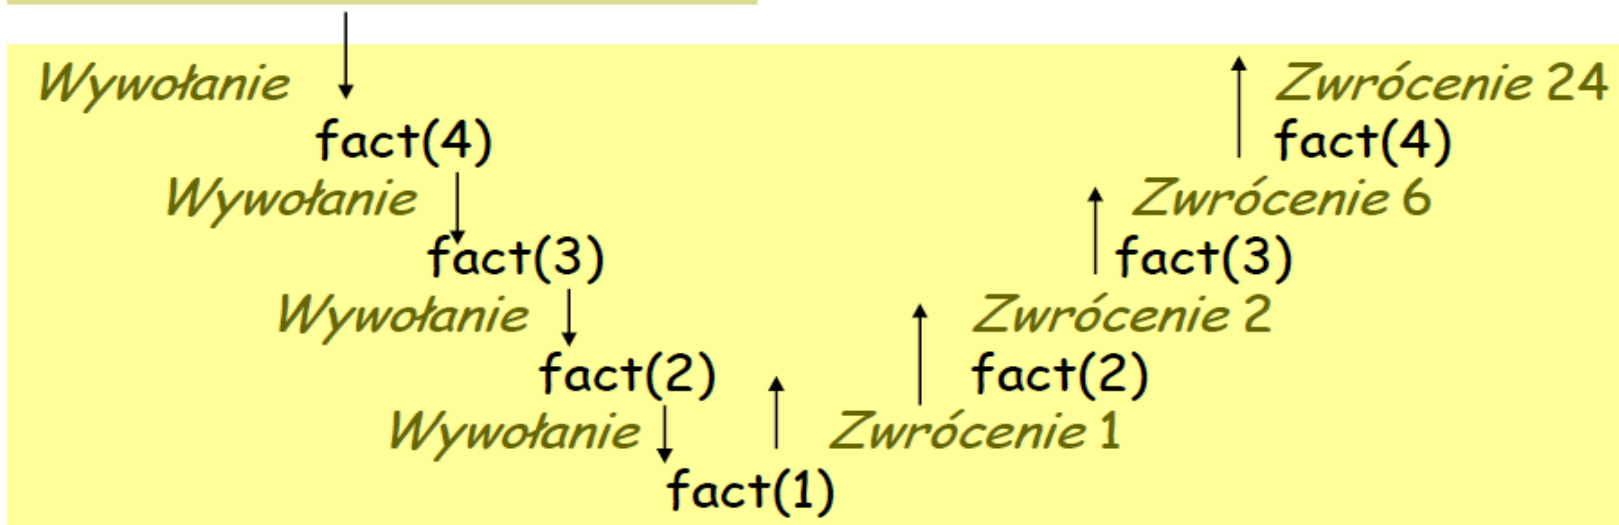 Wywołanie Zwrócenie 24
fact(4) fact(4)
Wywołanie Zwrócenie 6
fact(3) fact(3)
Wywołanie Zwrócenie 2
fact(2) fact(2)
Wywołanie Zwrócenie 1
fact(1)